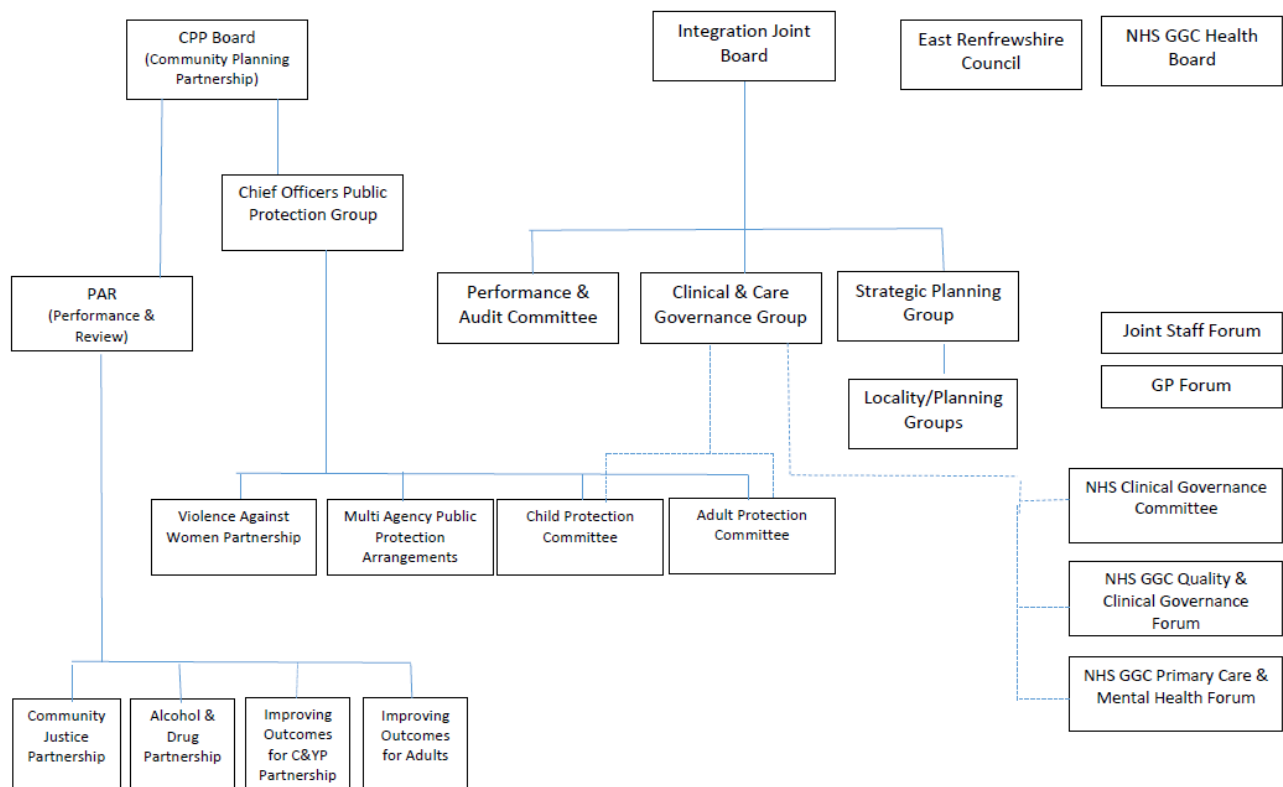 CPP Board
(Community Planning
Partnership)
Integration Joint
Board
East Renfrewshire
Council
NHS GGC Health
Board
Chief Officers Public
Protection Group
PAR
(Performance &
Review)
Performance &
Audit Committee
Clinical & Care
Governance Group
Strategic Planning
Group
Joint Staff Forum
GP Forum
Locality/Planning
Groups
Violence Against
Women Partnership
Multi Agency Public
Protection
Arrangements
Child Protection
Committee
Adult Protection
Committee
NHS Clinical Governance
Committee
NHS GGC Quality &
Clinical Governance
Forum
NHS GGC Primary Care &
Mental Health Forum
Community
Justice
Partnership
Alcohol &
Drug
Partnership
Improving
Outcomes
for C&YP
Partnership
Improving
Outcomes
for Adults